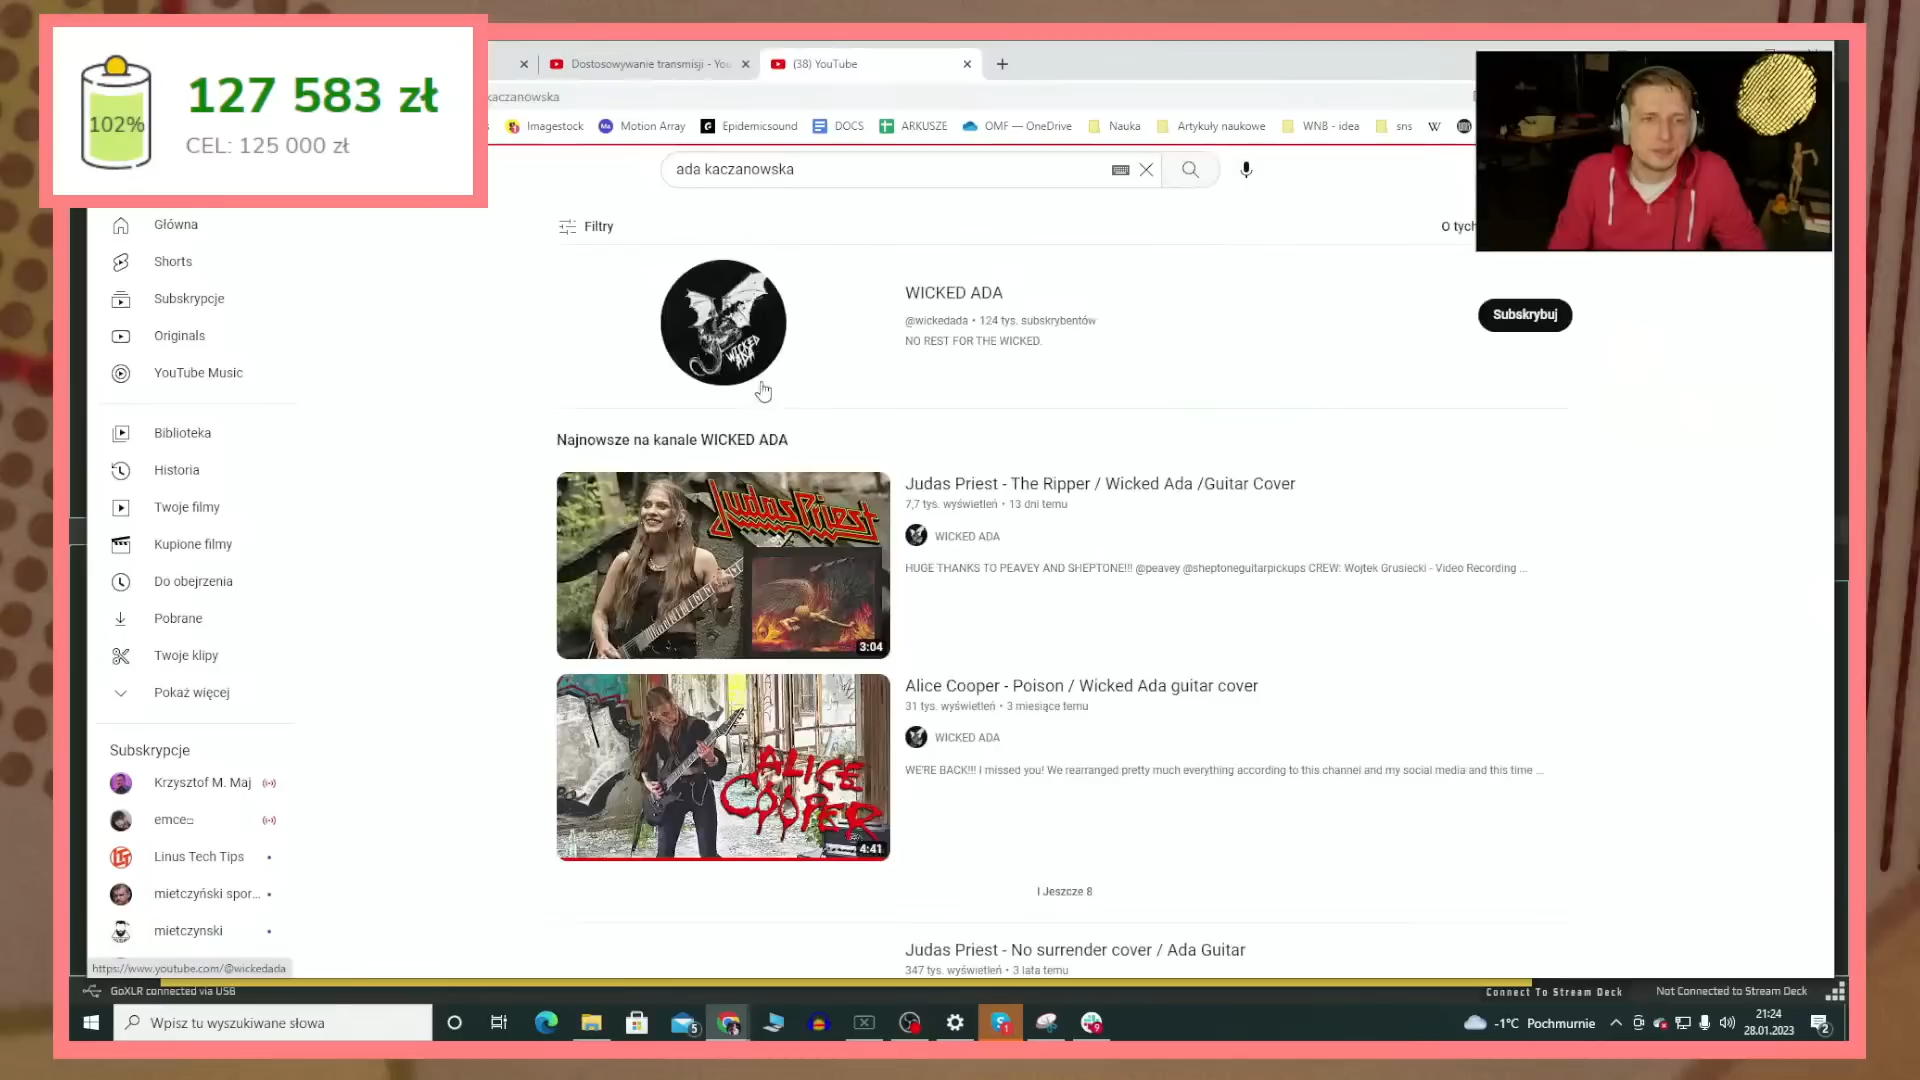 127 583 zł
102%
CEL: 125 000 zł
Dostosowywanie transmisji - You
(38) YouTube
kaczanowska
Imagestock
Motion Array
Epidemicsound
DOCS
ARKUSZE
OMF — OneDrive
Nauka
Artykuły naukowe
WNB - idea
sns
W
ada kaczanowska
Filtry
O tych
Główna
Shorts
Subskrypcje
Originals
YouTube Music
Biblioteka
Historia
Twoje filmy
Kupione filmy
Do obejrzenia
Pobrane
Twoje klipy
Pokaż więcej
Subskrypcje
Krzysztof M. Maj
emce
Linus Tech Tips
mietczyński spor...
mietczynski
https://www.youtube.com/@wickedada
WICKED ADA
WICKED ADA
@wickedada • 124 tys. subskrybentów
NO REST FOR THE WICKED.
Subskrybuj
Najnowsze na kanale WICKED ADA
Judas Priest
3:04
Judas Priest - The Ripper / Wicked Ada /Guitar Cover
7,7 tys. wyświetleń • 13 dni temu
WICKED ADA
HUGE THANKS TO PEAVEY AND SHEPTONE!!! @peavey @sheptoneguitarpickups CREW: Wojtek Grusiecki - Video Recording ...
ALICE COOPER
4:41
Alice Cooper - Poison / Wicked Ada guitar cover
31 tys. wyświetleń • 3 miesiące temu
WICKED ADA
WE'RE BACK!!! I missed you! We rearranged pretty much everything according to this channel and my social media and this time ...
I Jeszcze 8
Judas Priest - No surrender cover / Ada Guitar
347 tys. wyświetleń • 3 lata temu
GoXLR connected via USB
Connect To Stream Deck
Not Connected to Stream Deck
Wpisz tu wyszukiwane słowa
5
1
9
-1°C Pochmurnie
21:24
28.01.2023
2